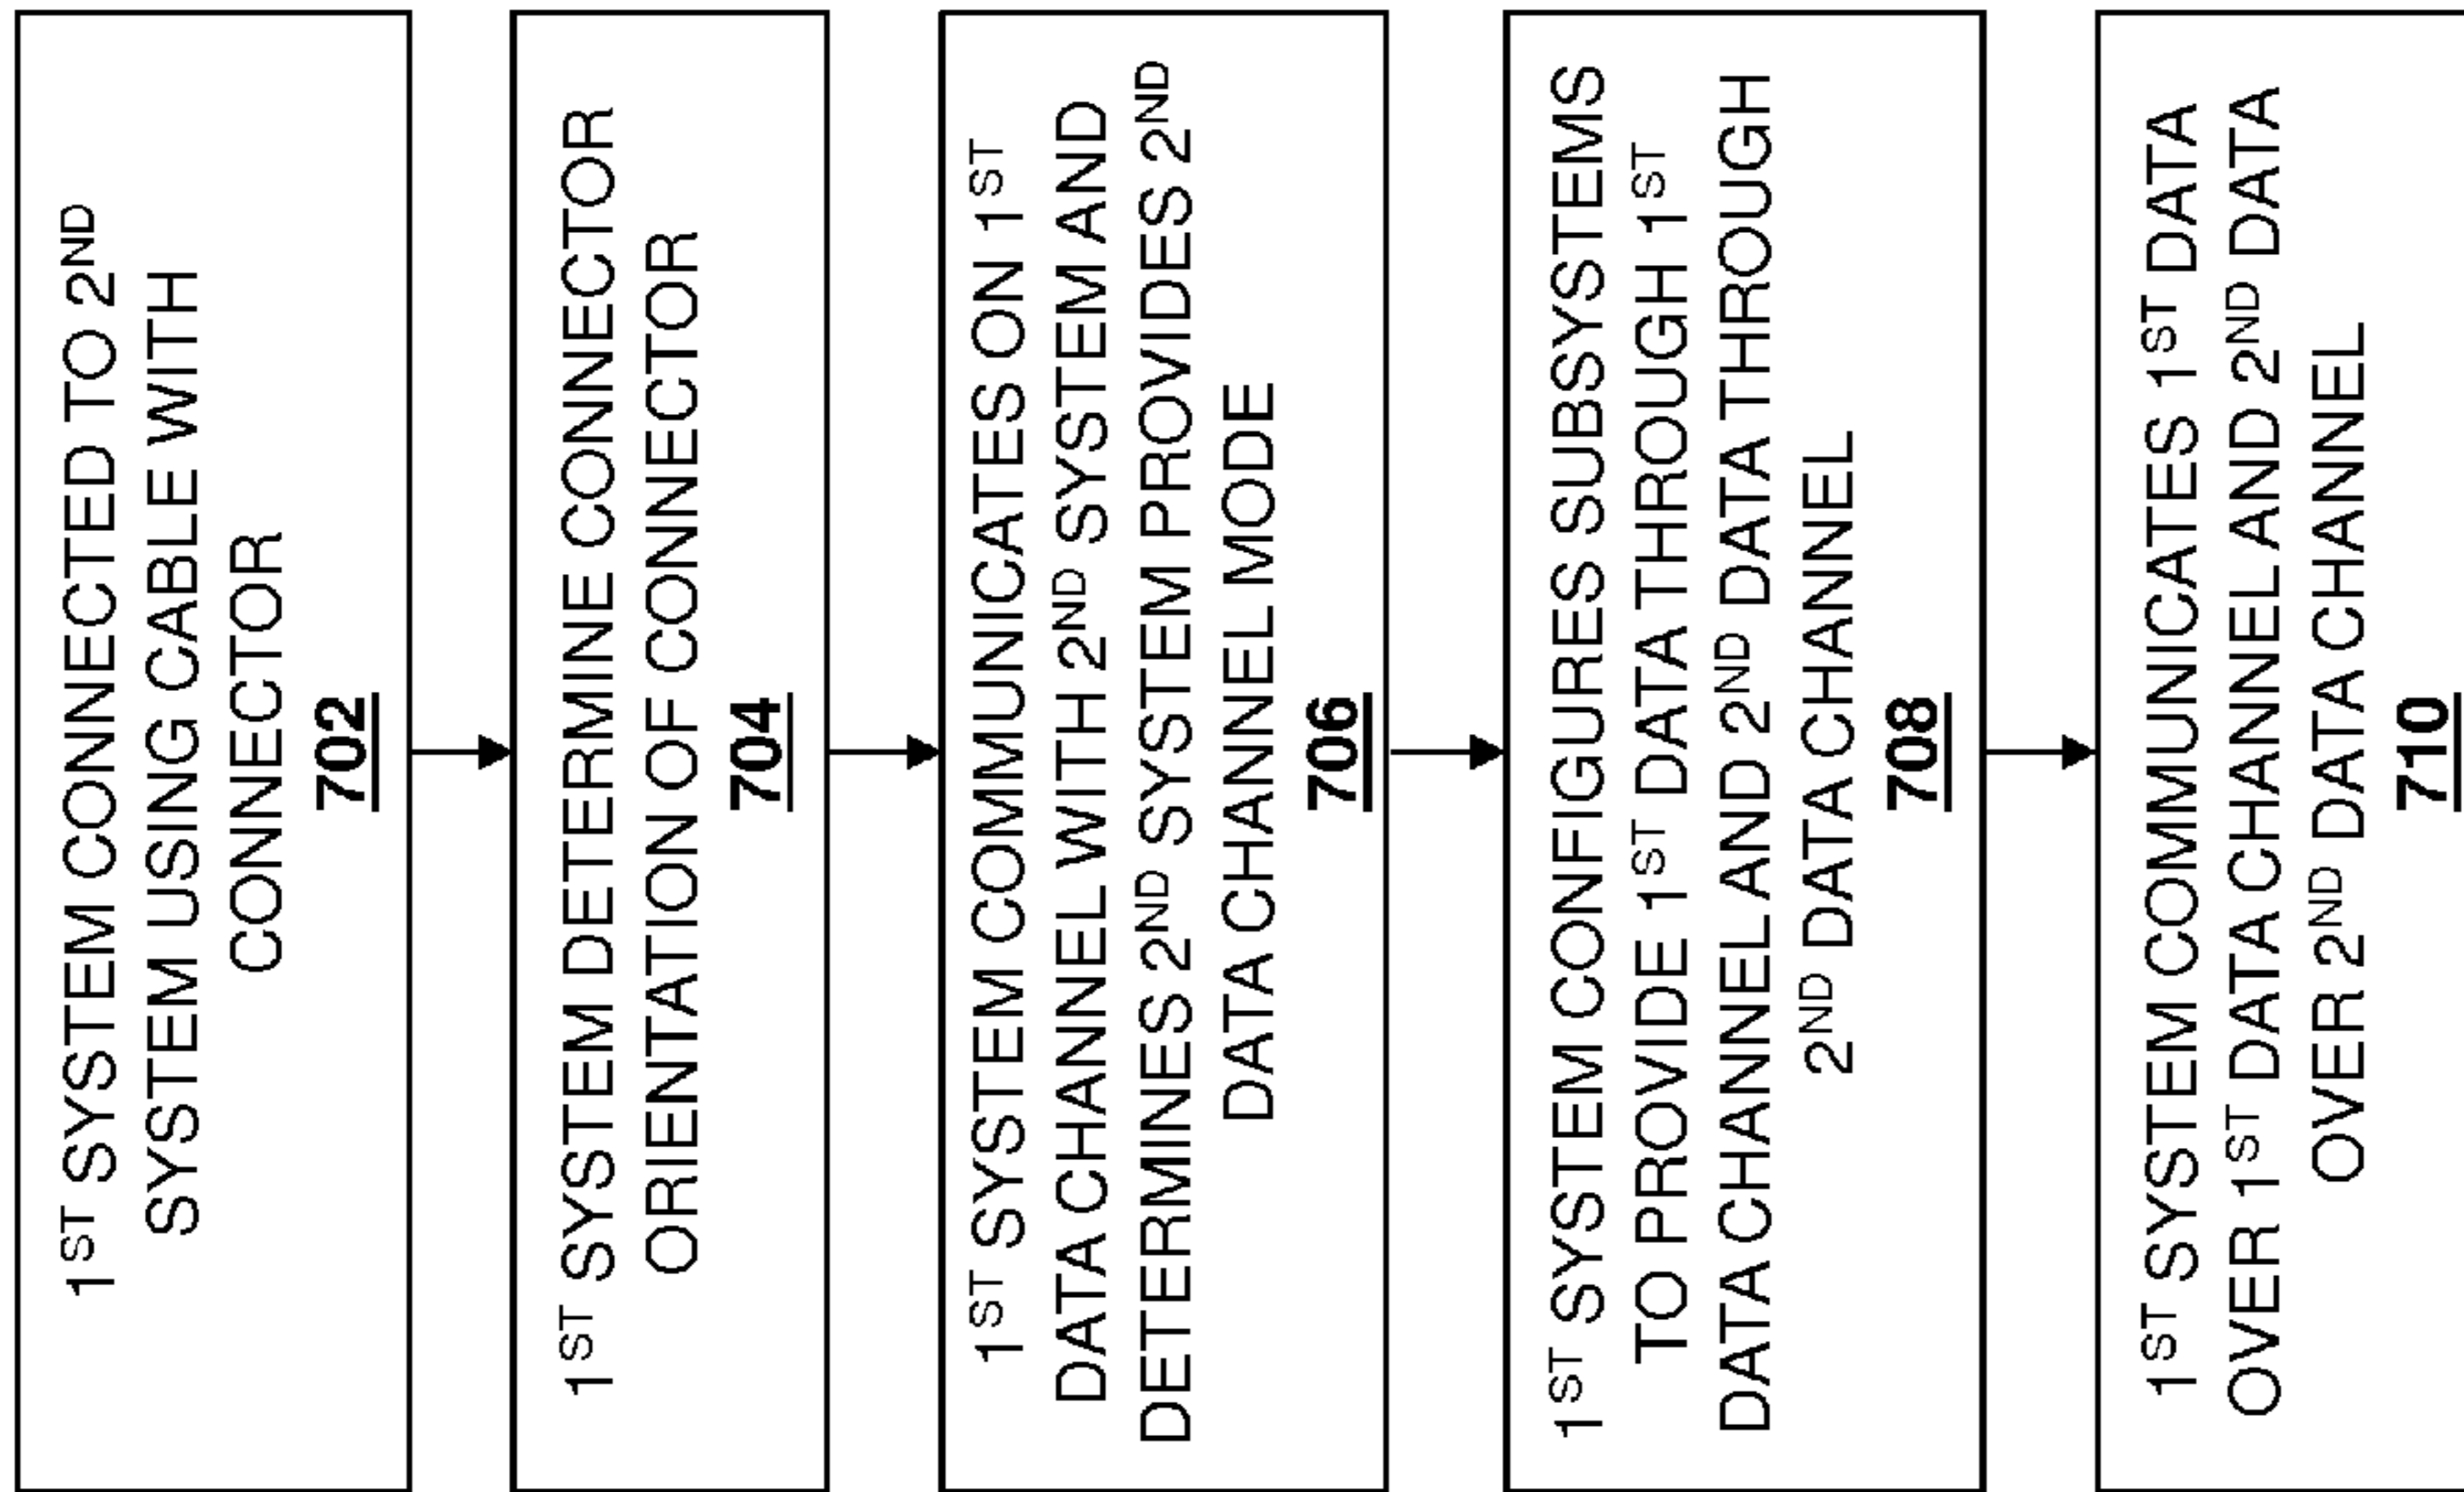 1ST SYSTEM CONNECTED TO 2ND
SYSTEM USING CABLE WITH
CONNECTOR
702
1ST SYSTEM DETERMINE CONNECTOR
ORIENTATION OF CONNECTOR
704
1ST SYSTEM COMMUNICATES ON 1ST
DATA CHANNEL WITH 2ND SYSTEM AND
DETERMINES 2ND SYSTEM PROVIDES 2ND
DATA CHANNEL MODE
706
1ST SYSTEM CONFIGURES SUBSYSTEMS
TO PROVIDE 1ST DATA THROUGH 1ST
DATA CHANNEL AND 2ND DATA THROUGH
2ND DATA CHANNEL
708
1ST SYSTEM COMMUNICATES 1ST DATA
OVER 1ST DATA CHANNEL AND 2ND DATA
OVER 2ND DATA CHANNEL
710